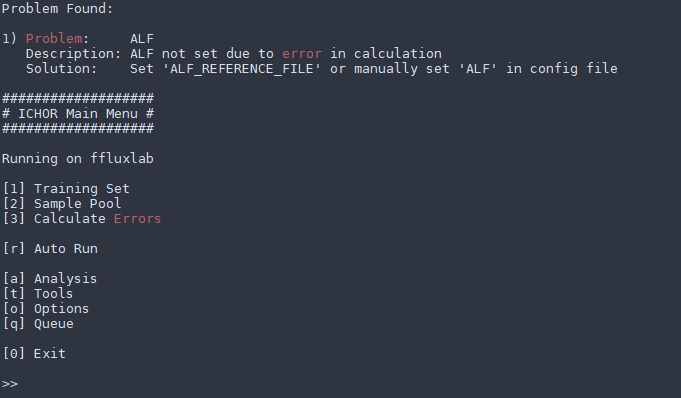 Problem Found:
1) Problem:     ALF
   Description: ALF not set due to error in calculation
   Solution:    Set 'ALF_REFERENCE_FILE' or manually set 'ALF' in config file
###################
# ICHOR Main Menu #
###################
Running on ffluxlab
[1] Training Set
[2] Sample Pool
[3] Calculate Errors
[r] Auto Run
[a] Analysis
[t] Tools
[o] Options
[q] Queue
[0] Exit
>>